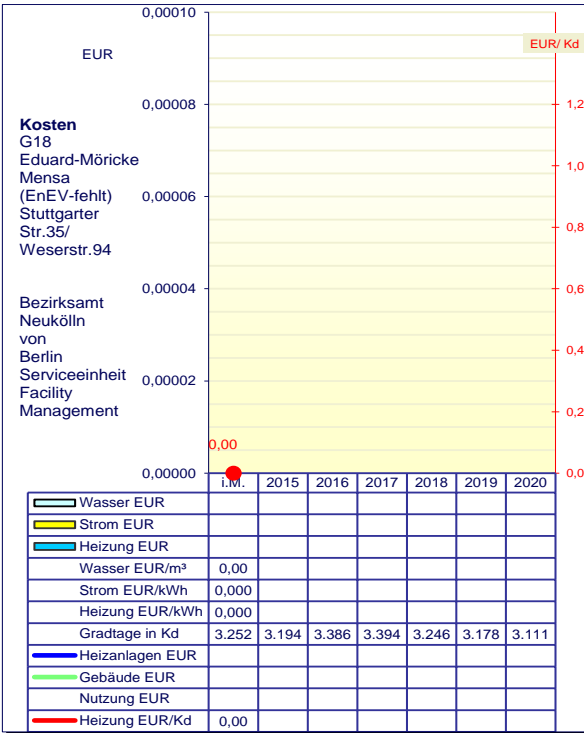 EUR
Kosten
G18
Eduard-Möricke
Mensa
(EnEV-fehlt)
Stuttgarter
Str.35/
Weserstr.94
Bezirksamt
Neukölln
von
Berlin
Serviceeinheit
Facility
Management
0,00010
0,00008
0,00006
0,00004
0,00002
0,00000
EUR/ Kd
1,2
1,0
0,8
0,6
0,4
0,2
0,0
0,00
i.M. 2015 2016 2017 2018 2019 2020
Wasser EUR
Strom EUR
Heizung EUR
Wasser EUR/m³ 0,00
Strom EUR/kWh 0,000
Heizung EUR/kWh 0,000
Gradtage in Kd 3.252 3.194 3.386 3.394 3.246 3.178 3.111
Heizanlagen EUR
Gebäude EUR
Nutzung EUR
Heizung EUR/Kd 0,00